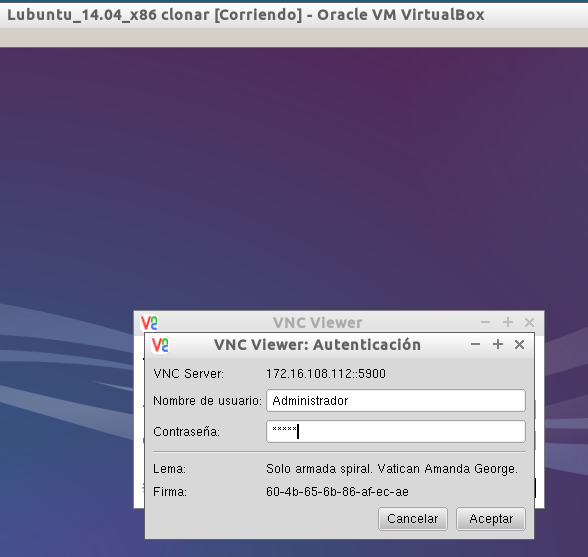 Lubuntu_14.04_x86 clonar [Corriendo] - Oracle VM VirtualBox
VNC Viewer
VNC Viewer: Autenticación
VNC Server: 172.16.108.112::5900
Nombre de usuario: Administrador
Contraseña: *****
Lema: Solo armada spiral. Vatican Amanda George.
Firma: 60-4b-65-6b-86-af-ec-ae
Cancelar Aceptar